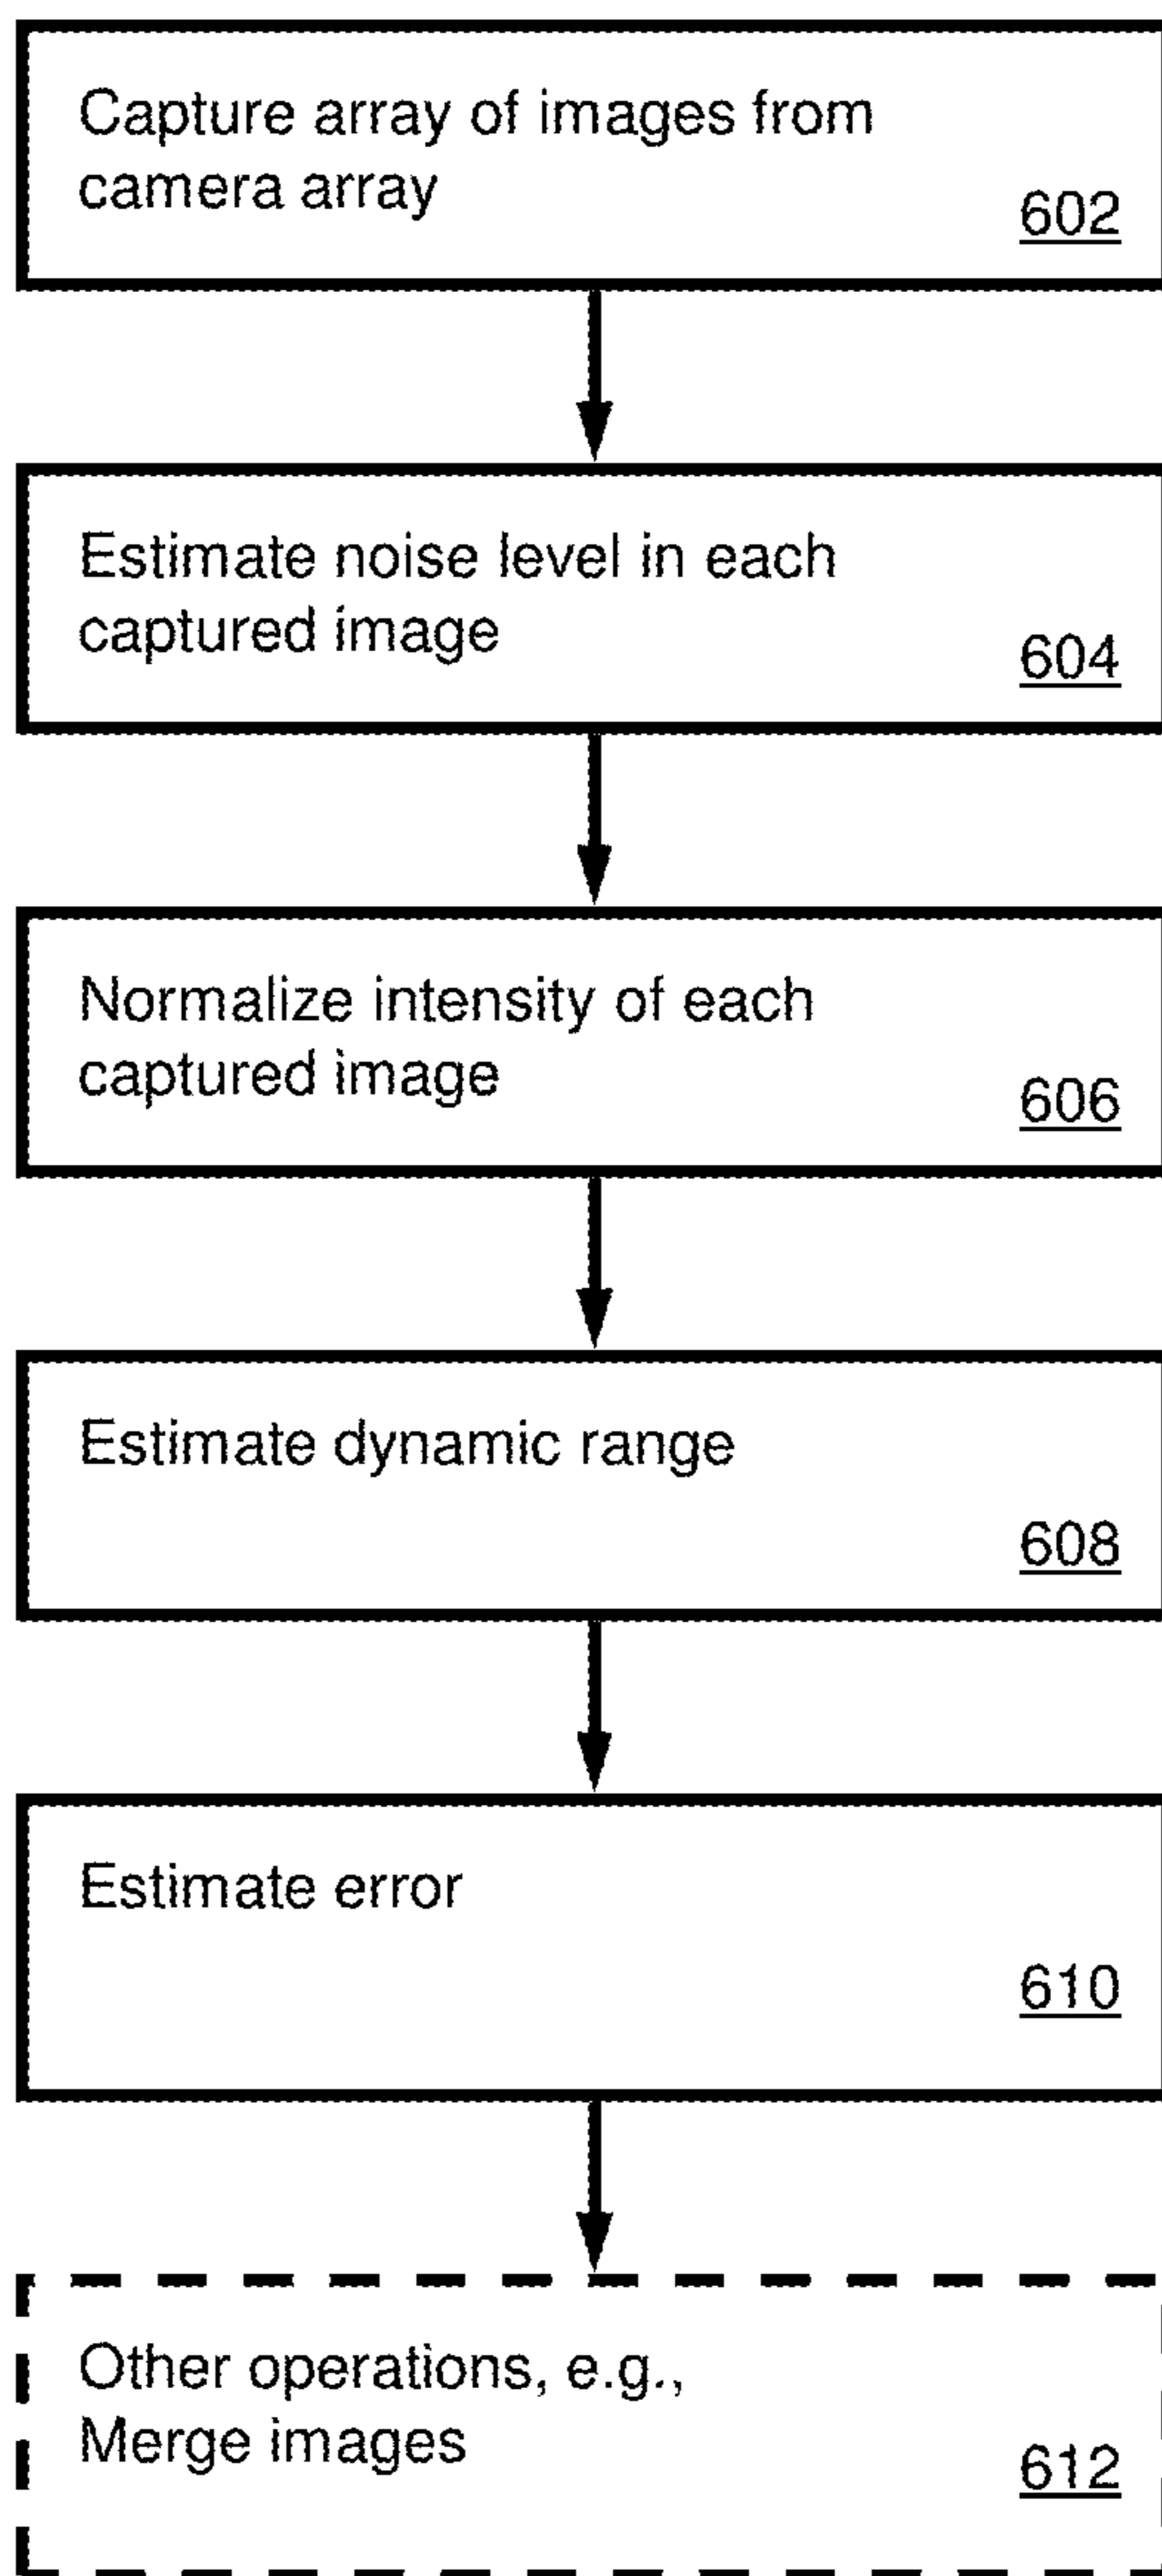 Capture array of images from
camera array
602
Estimate noise level in each
captured image
604
Normalize intensity of each
captured image
606
Estimate dynamic range
608
Estimate error
610
Other operations, e.g.,
Merge images
612